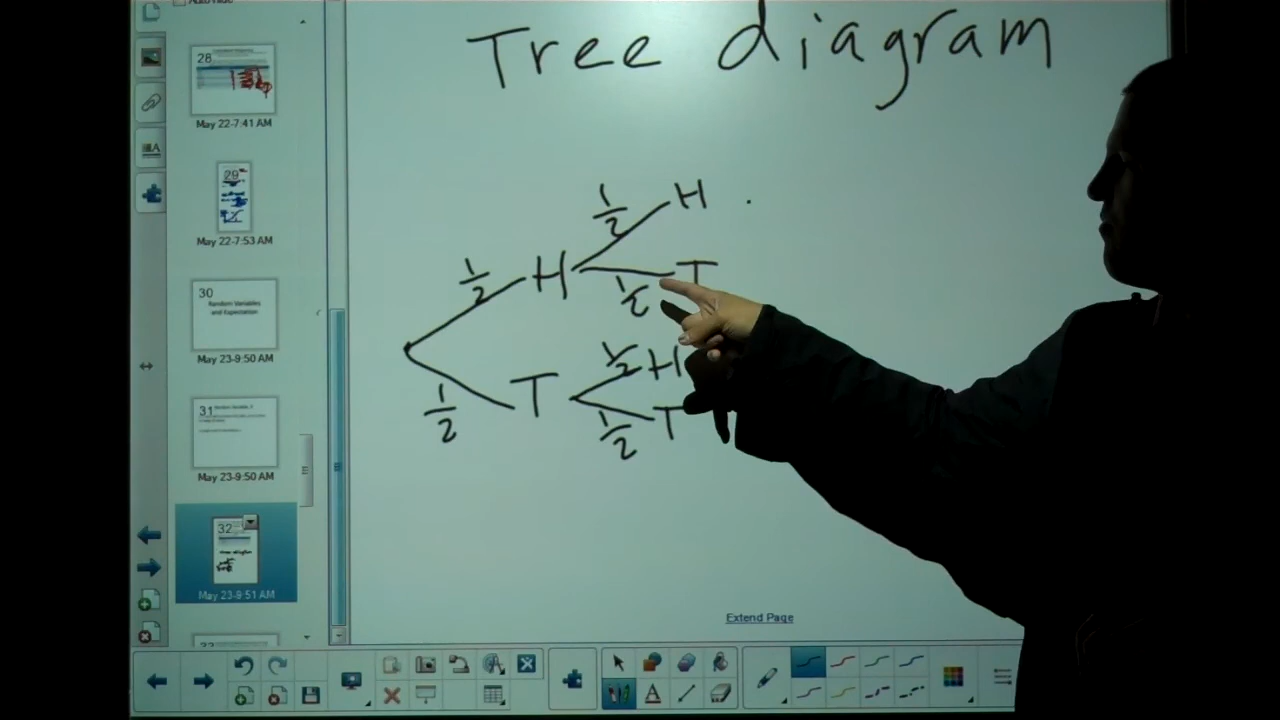 Tree diagram
28
May 22-7:41 AM
29
May 22-7:53 AM
30
Random Variables
and Expectation
May 23-9:50 AM
31
May 23-9:50 AM
32
May 23-9:51 AM
1/2 H
1/2 H
1/2 T
1/2 T
1/2 H
1/2 T
Extend Page